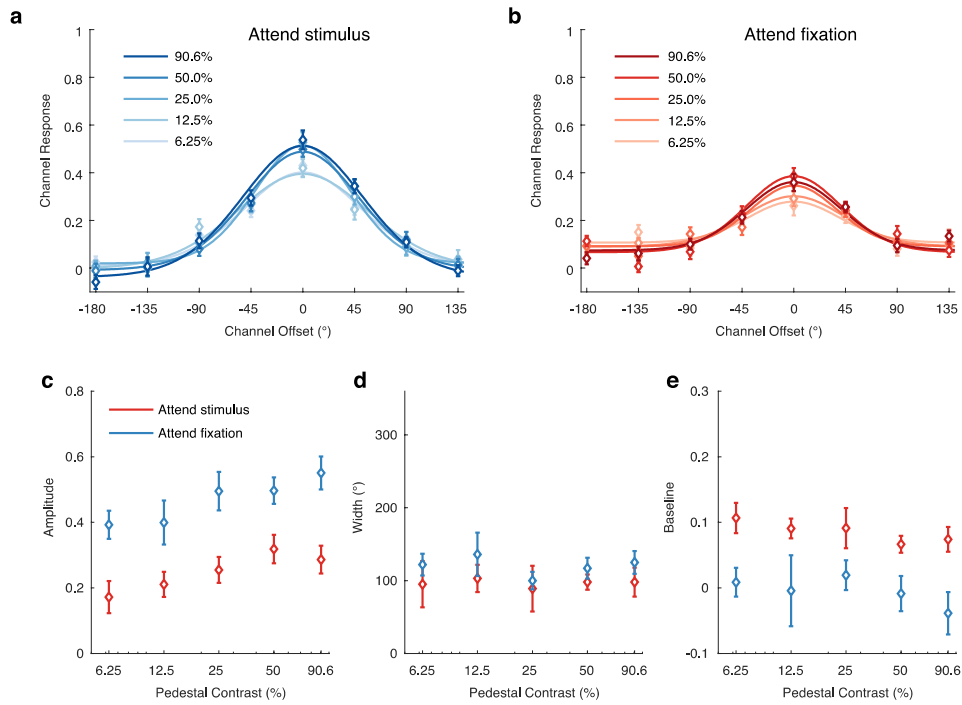 a
Attend stimulus
1
0.8
0.6
0.4
0.2
0
Channel Response
90.6%
50.0%
25.0%
12.5%
6.25%
-180 -135 -90 -45 0 45 90 135
Channel Offset (°)
b
Attend fixation
1
0.8
0.6
0.4
0.2
0
Channel Response
90.6%
50.0%
25.0%
12.5%
6.25%
-180 -135 -90 -45 0 45 90 135
Channel Offset (°)
c
0.8
0.6
0.4
0.2
0
Amplitude
Attend stimulus
Attend fixation
6.25 12.5 25 50 90.6
Pedestal Contrast (%)
d
300
200
100
0
Width (°)
6.25 12.5 25 50 90.6
Pedestal Contrast (%)
e
0.3
0.2
0.1
0
-0.1
Baseline
6.25 12.5 25 50 90.6
Pedestal Contrast (%)